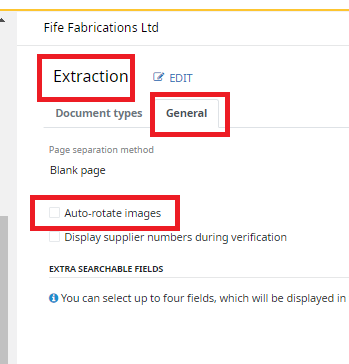 Fife Fabrications Ltd
Extraction EDIT
Document types General
Page separation method
Blank page
Auto-rotate images
Display supplier numbers during verification
EXTRA SEARCHABLE FIELDS
You can select up to four fields, which will be displayed in